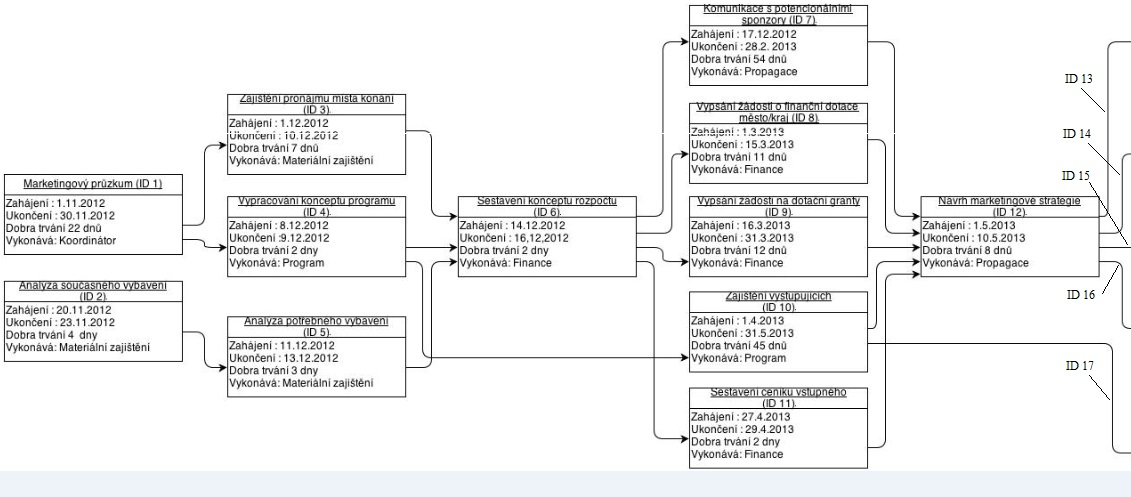 Marketingový průzkum (ID 1)
Zahájení : 1.11.2012
Ukončení : 30.11.2012
Dobra trvání 22 dnů
Vykonává: Koordinátor
Analýza současného vybavení
(ID 2)
Zahájení : 20.11.2012
Ukončení : 23.11.2012
Dobra trvání 4 dny
Vykonává: Materiální zajištění
Zajištění pronájmu místa konání
(ID 3)
Zahájení : 1.12.2012
Ukončení : 10.12.2012
Dobra trvání 7 dnů
Vykonává: Materiální zajištění
Vypracování konceptu programu
(ID 4)
Zahájení : 8.12.2012
Ukončení :9.12.2012
Dobra trvání 2 dny
Vykonává: Program
Analýza potřebného vybavení
(ID 5)
Zahájení : 11.12.2012
Ukončení : 13.12.2012
Dobra trvání 3 dny
Vykonává: Materiální zajištění
Sestavení konceptu rozpočtu
(ID 6)
Zahájení : 14.12.2012
Ukončení : 16,12,2012
Dobra trvání 2 dny
Vykonává: Finance
Komunikace s potencionálními
sponzory (ID 7)
Zahájení : 17.12.2012
Ukončení : 28.2. 2013
Dobra trvání 54 dnů
Vykonává: Propagace
Vypsání žádosti o finanční dotace
město/kraj (ID 8)
Zahájení : 1.3.2013
Ukončení : 15.3.2013
Dobra trvání 11 dnů
Vykonává: Finance
Vypsání žádosti na dotační granty
(ID 9)
Zahájení : 16.3.2013
Ukončení : 31.3.2013
Dobra trvání 12 dnů
Vykonává: Finance
Zajištění vystupujících
(ID 10)
Zahájení : 1.4.2013
Ukončení : 31.5.2013
Dobra trvání 45 dnů
Vykonává: Program
Sestavení ceníku vstupného
(ID 11)
Zahájení : 27.4.2013
Ukončení : 29.4.2013
Dobra trvání 2 dny
Vykonává: Finance
Návrh marketingové strategie
(ID 12)
Zahájení : 1.5.2013
Ukončení : 10.5.2013
Dobra trvání 8 dnů
Vykonává: Propagace
ID 13
ID 14
ID 15
ID 16
ID 17